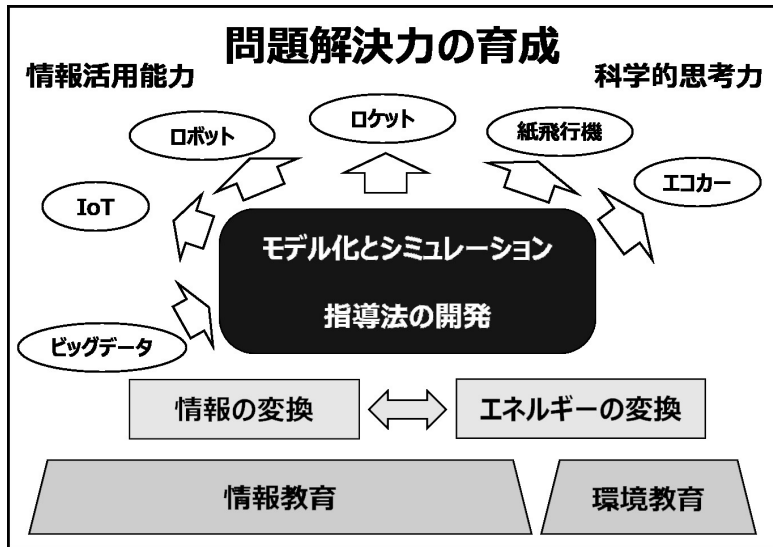 問題解決力の育成
情報活用能力
科学的思考力
ロボット
ロケット
紙飛行機
エコカー
IoT
モデル化とシミュレーション
指導法の開発
ビッグデータ
情報の変換
エネルギーの変換
情報教育
環境教育